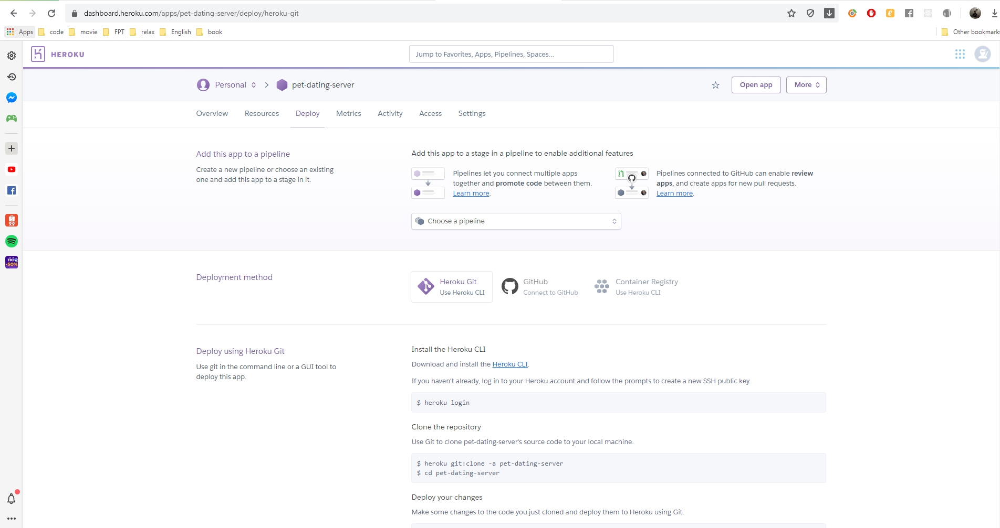 dashboard.heroku.com/apps/pet-dating-server/deploy/heroku-git
Apps code movie FPT relax English book Other bookmarks
HEROKU
Jump to Favorites, Apps, Pipelines, Spaces...
Personal pet-dating-server
Open app More
Overview Resources Deploy Metrics Activity Access Settings
Add this app to a pipeline
Create a new pipeline or choose an existing
one and add this app to a stage in it.
Add this app to a stage in a pipeline to enable additional features
Pipelines let you connect multiple apps
together and promote code between them.
Learn more.
Pipelines connected to GitHub can enable review
apps, and create apps for new pull requests.
Learn more.
Choose a pipeline
9.9
TIKI
-50%
Deployment method
Heroku Git
Use Heroku CLI
GitHub
Connect to GitHub
Container Registry
Use Heroku CLI
Deploy using Heroku Git
Use git in the command line or a GUI tool to
deploy this app.
Install the Heroku CLI
Download and install the Heroku CLI.
If you haven't already, log in to your Heroku account and follow the prompts to create a new SSH public key.
$ heroku login
Clone the repository
Use Git to clone pet-dating-server's source code to your local machine.
$ heroku git:clone -a pet-dating-server
$ cd pet-dating-server
Deploy your changes
Make some changes to the code you just cloned and deploy them to Heroku using Git.